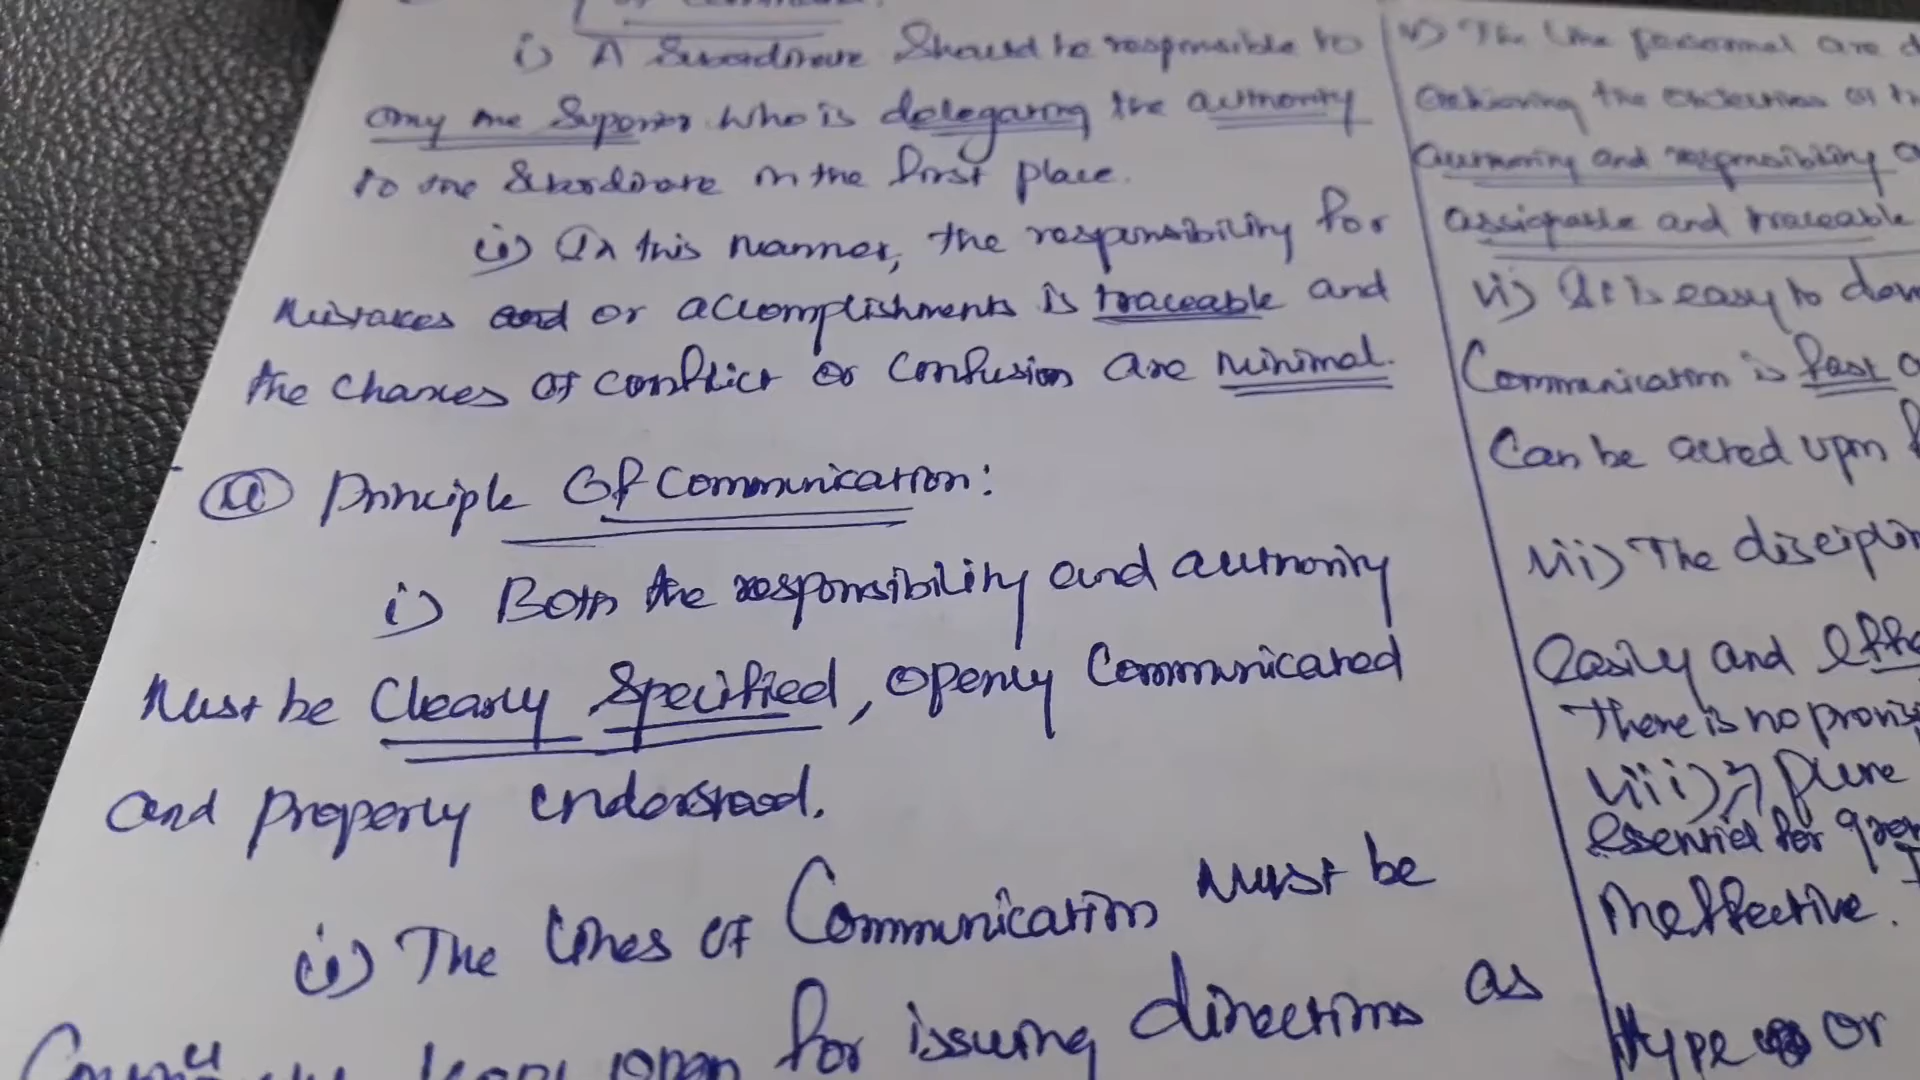 i) A Subordinate should be responsible to
only one Superior who is delegating the authority
to the Subordinate in the first place.
ii) In this manner, the responsibility for
Mistakes and or accomplishments is traceable and
the chances of conflict or confusion are minimal.
Principle Of Communication:
i) Both the responsibility and authority
Must be Clearly Specified, openly Communicated
and properly understood.
ii) The lines of Communication Must be
kept open for issuing directions as
v) The line personnel are
achieving the objectives of
authority and responsibility
assignable and traceable
vi) It is easy to
Communication is fast
Can be acted upon
vii) The
easily and
There is no
viii) pure
essential for
ineffective.
type or